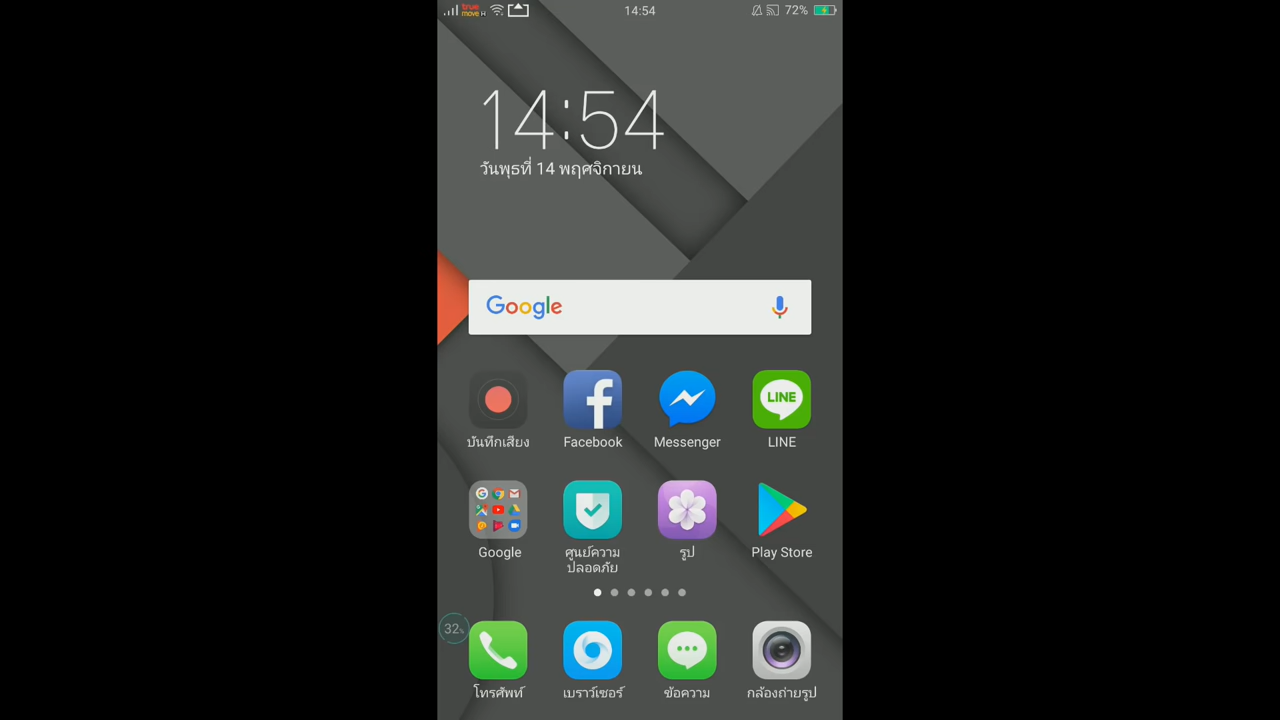 true
move H
14:54
72%
14:54
วันพุธที่ 14 พฤศจิกายน
Google
บันทึกเสียง
Facebook
Messenger
LINE
LINE
Google
ศูนย์ความ
ปลอดภัย
รูป
Play Store
32%
โทรศัพท์
เบราว์เซอร์
ข้อความ
กล้องถ่ายรูป